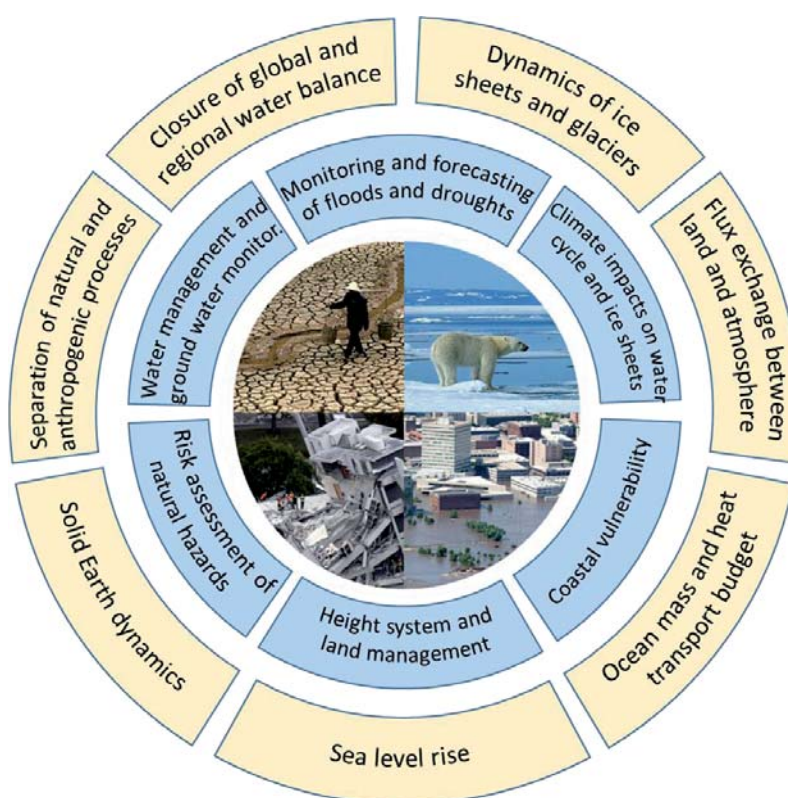 Closure of global and
regional water balance
Dynamics of ice
sheets and glaciers
Flux exchange between
land and atmosphere
Ocean mass and heat
transport budget
Sea level rise
Solid Earth dynamics
Separation of natural and
anthropogenic processes
Monitoring and forecasting
of floods and droughts
Climate impacts on water
cycle and ice sheets
Coastal vulnerability
Height system and
land management
Risk assessment of
natural hazards
Water management and
ground water monitor.